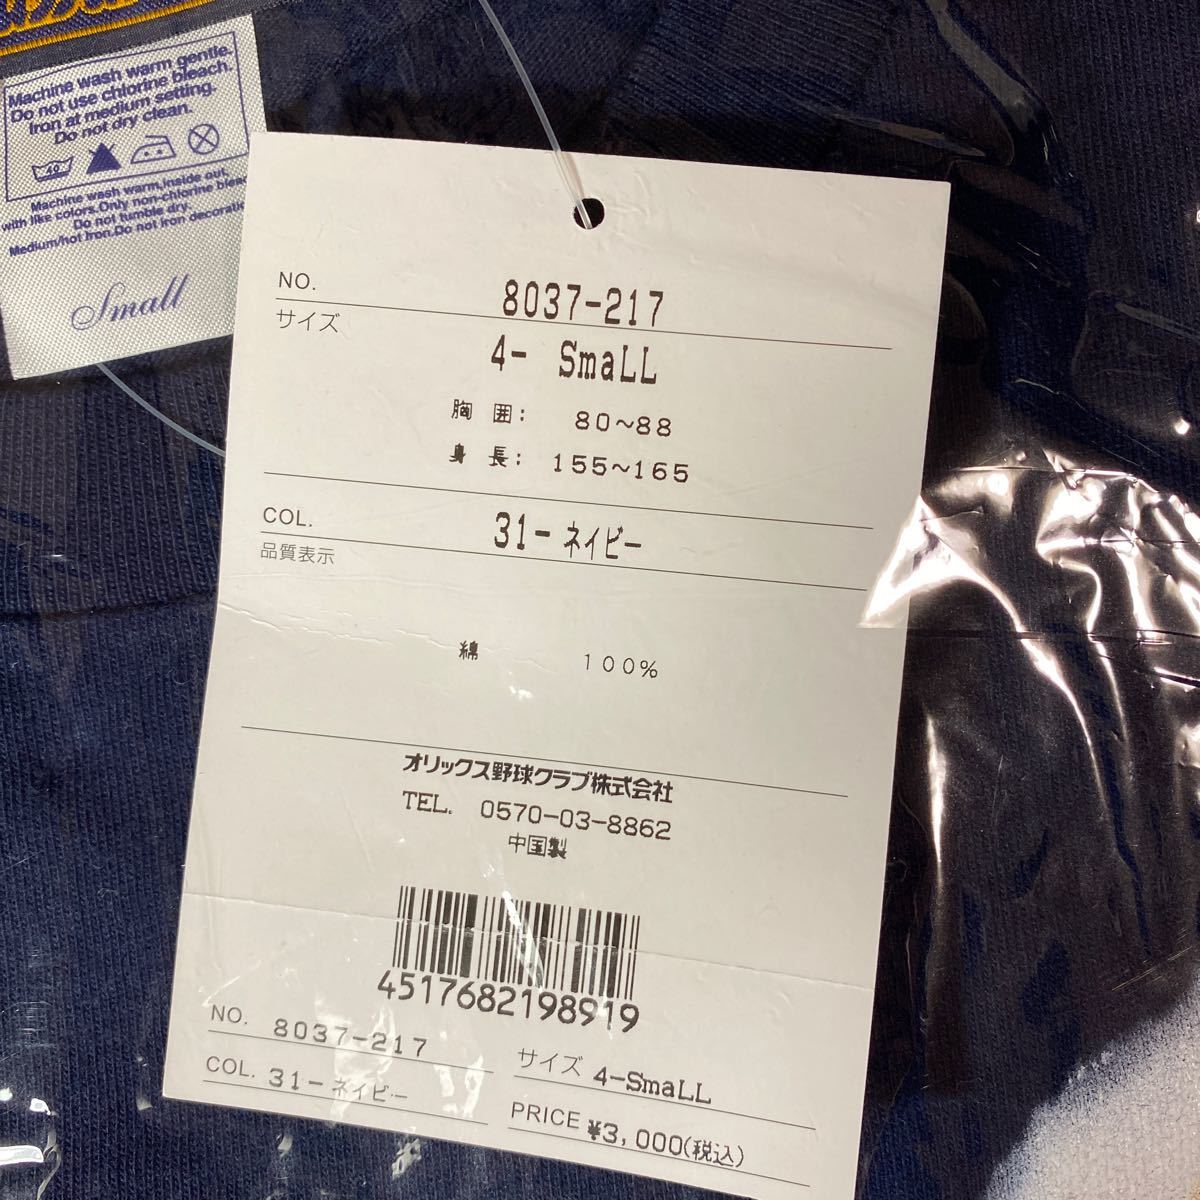 Machine wash warm gentle.
Do not use chlorine bleach.
Iron at medium setting.
Do not dry clean.
40
Machine wash warm,inside out
with like colors.Only non-chlorine bleach
Do not tumble dry.
Medium/hot Iron.Do not iron decorati
Small
NO. 8037-217
サイズ
4- SmaLL
胸 囲: 80~88
身 長: 155~165
COL. 31-ネイビー
品質表示
綿 100%
オリックス野球クラブ株式会社
TEL. 0570-03-8862
中国製
4517682198919
NO. 8037-217
サイズ 4-SmaLL
COL. 31-ネイビー
PRICE ¥3,000(税込)